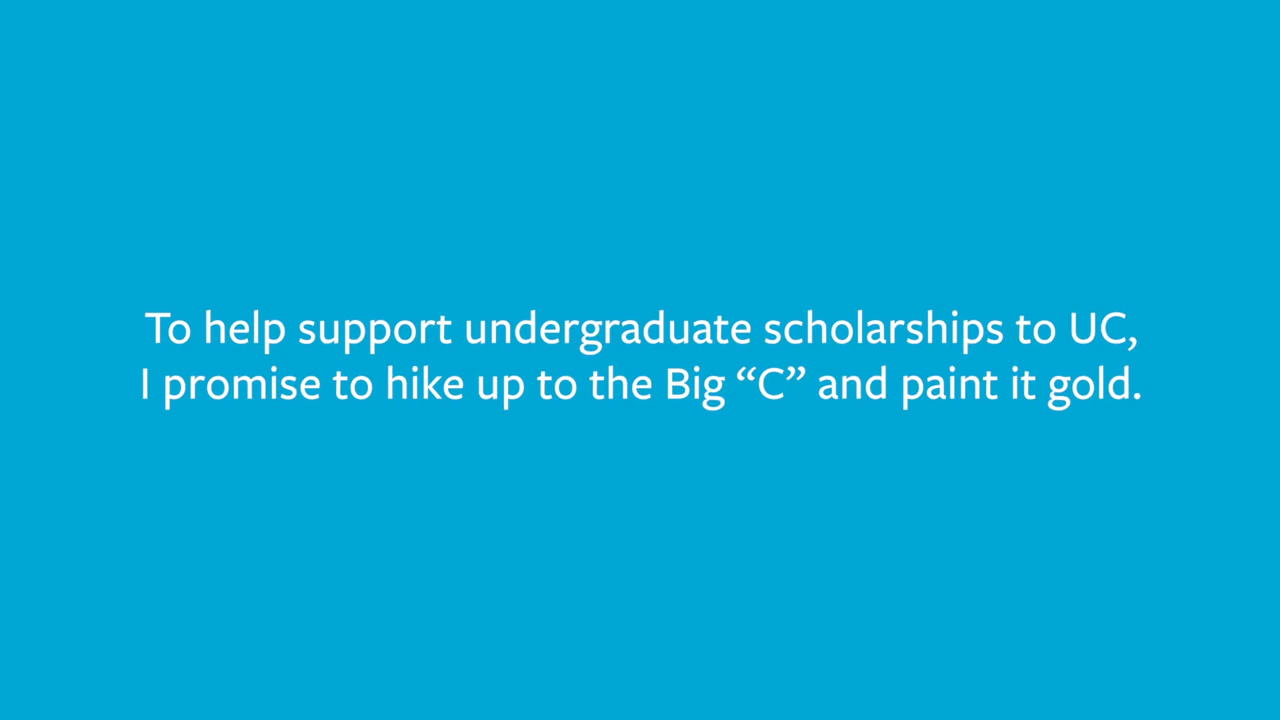 To help support undergraduate scholarships to UC,
I promise to hike up to the Big “C” and paint it gold.